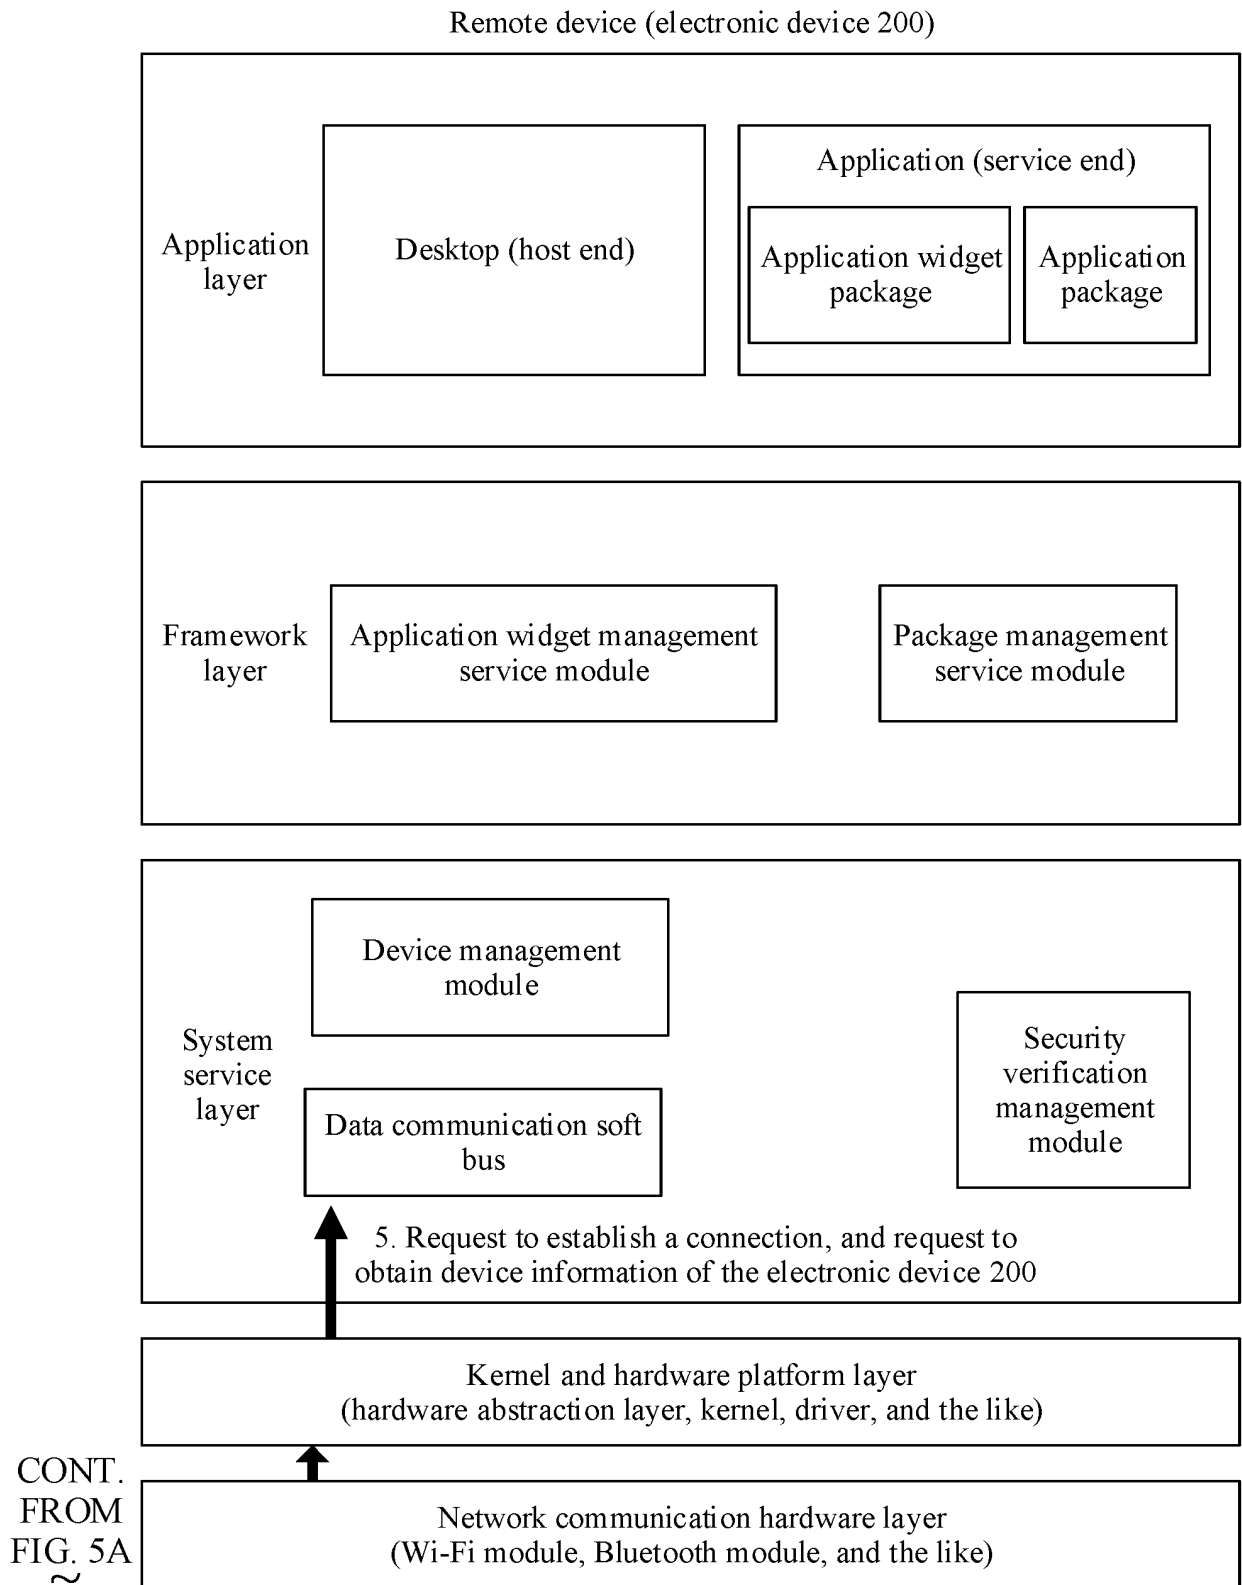 Remote device (electronic device 200)
Application
layer
Desktop (host end)
Application (service end)
Application widget
package
Application
package
Framework
layer
Application widget management
service module
Package management
service module
System
service
layer
Device management
module
Data communication soft
bus
Security
verification
management
module
5. Request to establish a connection, and request to
obtain device information of the electronic device 200
Kernel and hardware platform layer
(hardware abstraction layer, kernel, driver, and the like)
CONT.
FROM
FIG. 5A
~
Network communication hardware layer
(Wi-Fi module, Bluetooth module, and the like)